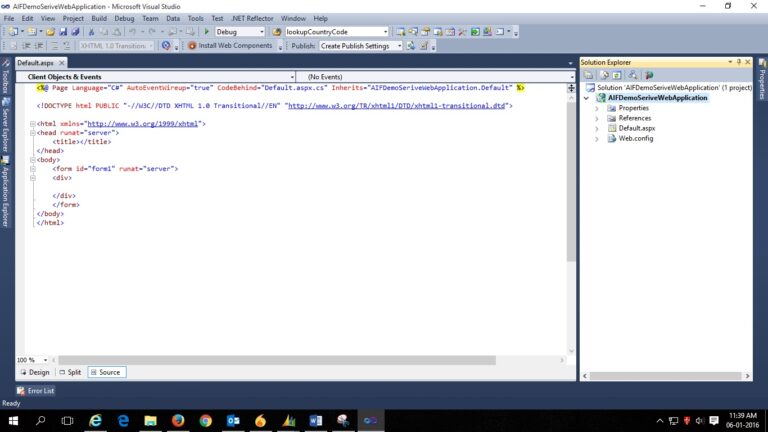 AIFDemoSeriveWebApplication - Microsoft Visual Studio
File Edit View Project Build Debug Team Data Tools Test .NET Reflector Window Help
Debug lookupCountryCode
XHTML 1.0 Transition Install Web Components Publish: Create Publish Settings
Default.aspx
Client Objects & Events (No Events)
<%@ Page Language="C#" AutoEventWireup="true" CodeBehind="Default.aspx.cs" Inherits="AIFDemoSeriveWebApplication.Default" %>
<!DOCTYPE html PUBLIC "-//W3C//DTD XHTML 1.0 Transitional//EN" "http://www.w3.org/TR/xhtml1/DTD/xhtml1-transitional.dtd">
<html xmlns="http://www.w3.org/1999/xhtml">
<head runat="server">
<title></title>
</head>
<body>
<form id="form1" runat="server">
<div>
</div>
</form>
</body>
</html>
100 %
Design Split Source
Toolbox
Server Explorer
Application Explorer
Solution Explorer
Solution 'AIFDemoSeriveWebApplication' (1 project)
AIFDemoSeriveWebApplication
Properties
References
Default.aspx
Web.config
Properties
Error List
Ready
11:39 AM
06-01-2016